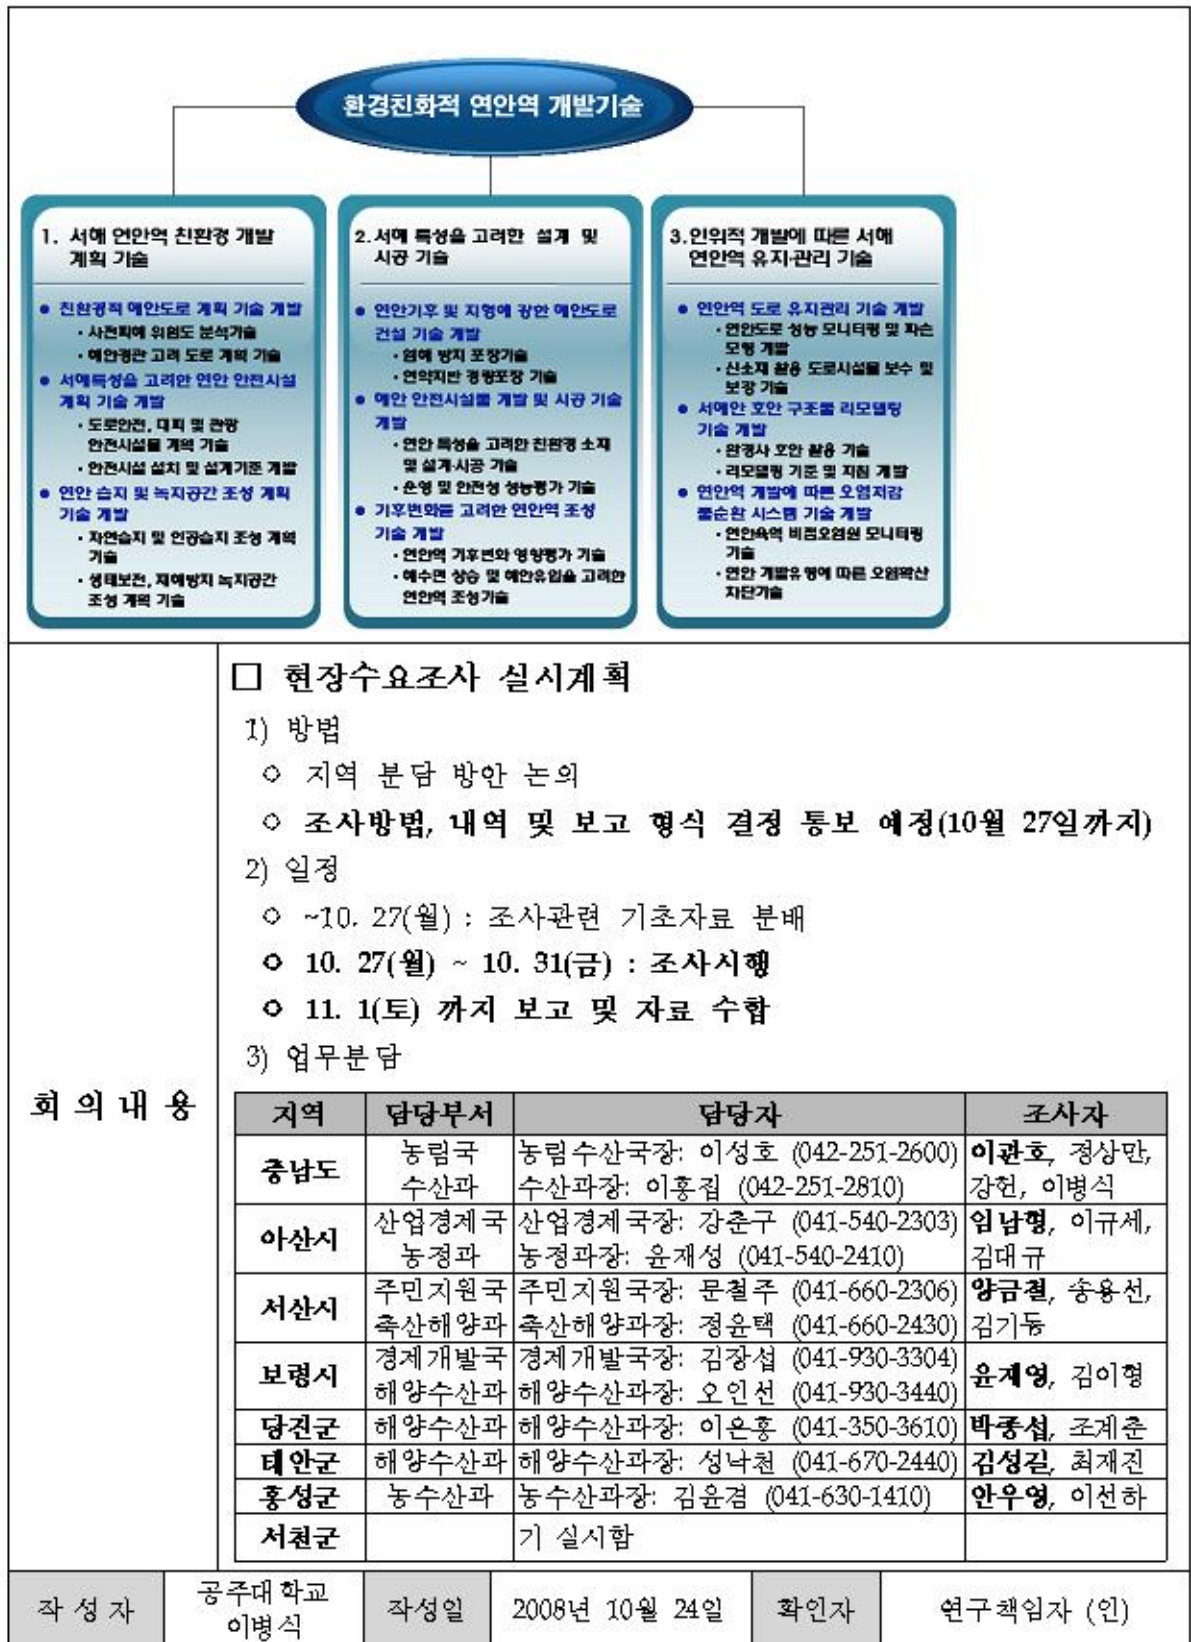 환경친화적 연안역 개발기술
1. 서해 연안역 친환경 개발
계획 기술
• 친환경적 해안도로 계획 기술 개발
· 사전피해 위험도 분석기술
· 해안경관 고려 도로 계획 기술
• 서해특성을 고려한 연안 안전시설
계획 기술 개발
· 도로안전, 대피 및 관광
안전시설물 계획 기술
· 안전시설 설치 및 설계기준 개발
• 연안 습지 및 녹지공간 조성 계획
기술 개발
· 자연습지 및 인공습지 조성 계획
기술
· 생태보전, 재해방지 녹지공간
조성 계획 기술
2. 서해 특성을 고려한 설계 및
시공 기술
• 연안기후 및 지형에 강한 해안도로
건설 기술 개발
· 염해 방지 포장기술
· 연약지반 경량포장 기술
• 해안 안전시설물 개발 및 시공 기술
개발
· 연안 특성을 고려한 친환경 소재
및 설계·시공 기술
· 운영 및 안전성 성능평가 기술
• 기후변화를 고려한 연안역 조성
기술 개발
· 연안역 기후변화 영향평가 기술
· 해수면 상승 및 해안유입을 고려한
연안역 조성기술
3. 인위적 개발에 따른 서해
연안역 유지·관리 기술
• 연안역 도로 유지관리 기술 개발
· 연안도로 성능 모니터링 및 파손
모형 개발
· 신소재 활용 도로시설물 보수 및
보강 기술
• 서해안 호안 구조물 리모델링
기술 개발
· 환경사 호안 활용 기술
· 리모델링 기준 및 지침 개발
• 연안역 개발에 따른 오염저감
물순환 시스템 기술 개발
· 연안육역 비점오염원 모니터링
기술
· 연안 개발유형에 따른 오염확산
차단기술
회 의 내 용
□ 현장수요조사 실시계획
1) 방법
○ 지역 분담 방안 논의
○ 조사방법, 내역 및 보고 형식 결정 통보 예정(10월 27일까지)
2) 일정
○ ~10. 27(월) : 조사관련 기초자료 분배
○ 10. 27(월) ~ 10. 31(금) : 조사시행
○ 11. 1(토) 까지 보고 및 자료 수합
3) 업무분담
지역 담당부서 담당자 조사자
충남도 농림국 수산과 농림수산국장: 이성호 (042-251-2600) 수산과장: 이홍집 (042-251-2810) 이관호, 정상만, 강헌, 이병식
아산시 산업경제국 농정과 산업경제국장: 강춘구 (041-540-2303) 농정과장: 윤재성 (041-540-2410) 임남형, 이규세, 김대규
서산시 주민지원국 축산해양과 주민지원국장: 문철주 (041-660-2306) 축산해양과장: 정윤택 (041-660-2430) 양금철, 송용선, 김기동
보령시 경제개발국 해양수산과 경제개발국장: 김장섭 (041-930-3304) 해양수산과장: 오인선 (041-930-3440) 윤재영, 김이형
당진군 해양수산과 해양수산과장: 이은홍 (041-350-3610) 박종섭, 조계춘
태안군 해양수산과 해양수산과장: 성낙천 (041-670-2440) 김성길, 최재진
홍성군 농수산과 농수산과장: 김윤겸 (041-630-1410) 안우영, 이선하
서천군 기 실시함
작 성 자 공주대학교 이병식 작성일 2008년 10월 24일 확인자 연구책임자 (인)